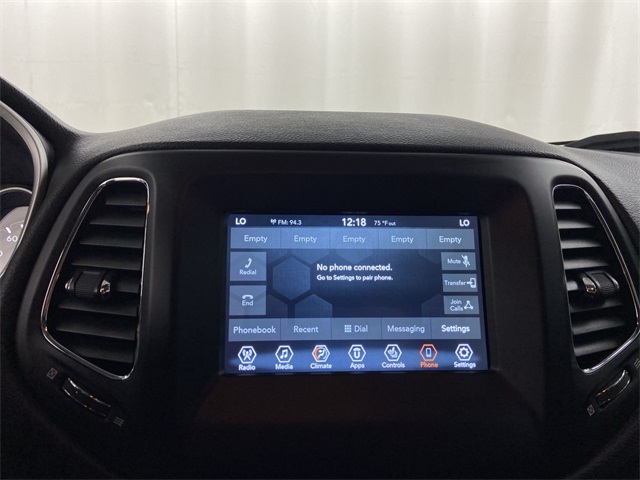 LO FM: 94.3 12:18 75 °F out LO
Empty Empty Empty Empty Empty
Redial
No phone connected.
Go to Settings to pair phone.
Mute
Transfer
End
Join
Calls
Phonebook Recent Dial Messaging Settings
Radio Media Climate Apps Controls Phone Settings
60